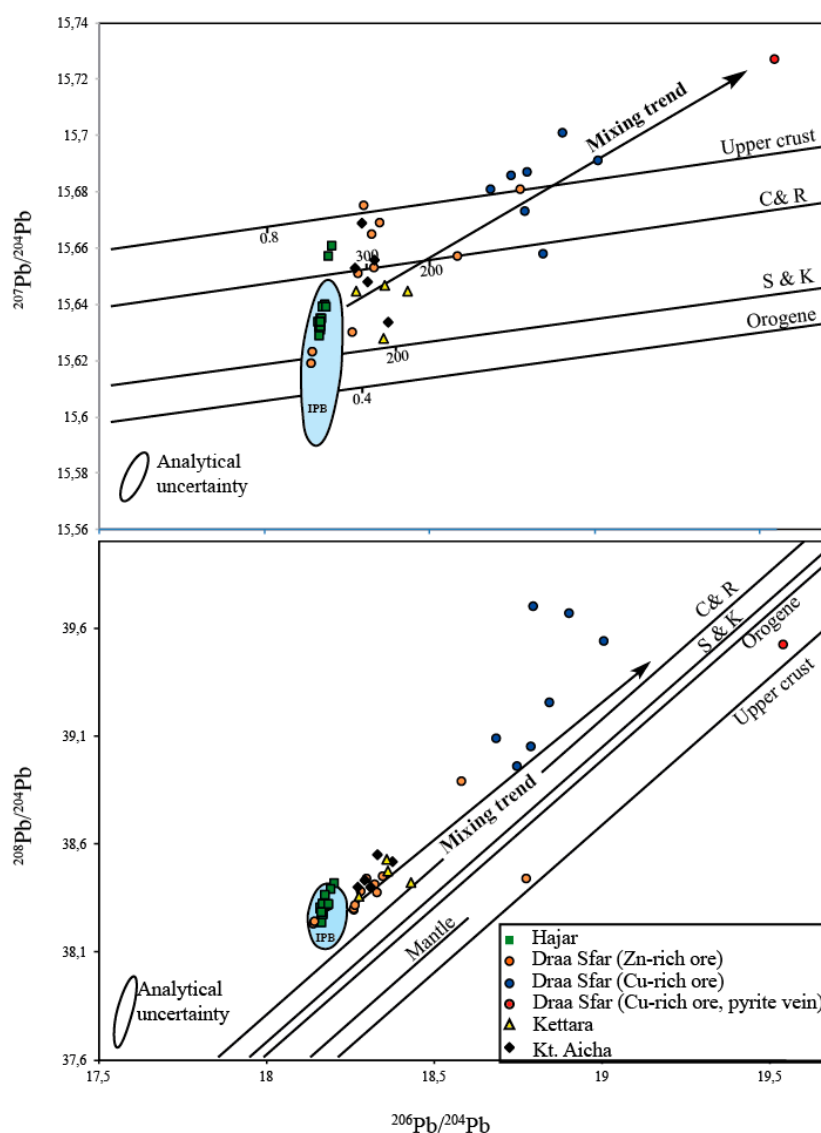 15,74
15,72
15,7
15,68
15,66
15,64
15,62
15,6
15,58
15,56
207Pb/204Pb
Mixing trend
Upper crust
0.8
C& R
300
200
S & K
200
Orogene
0.4
IPB
Analytical
uncertainty
39,6
39,1
38,6
38,1
37,6
208Pb/204Pb
C& R
S & K
Orogene
Upper crust
Mixing trend
Mantle
IPB
Analytical
uncertainty
Hajar
Draa Sfar (Zn-rich ore)
Draa Sfar (Cu-rich ore)
Draa Sfar (Cu-rich ore, pyrite vein)
Kettara
Kt. Aicha
17,5
18
18,5
19
19,5
206Pb/204Pb